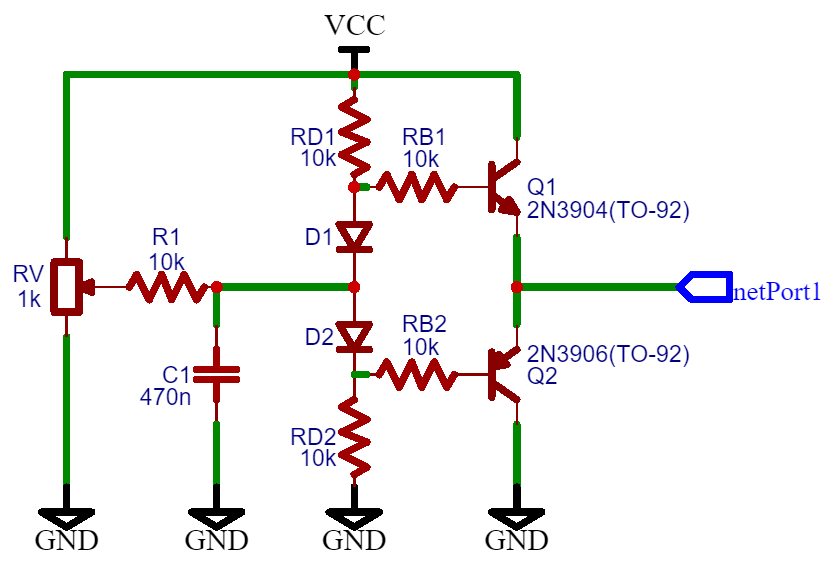 VCC
RD1
10k
RB1
10k
Q1
2N3904(TO-92)
R1
10k
D1
RV
1k
netPort1
D2
RB2
10k
2N3906(TO-92)
Q2
C1
470n
RD2
10k
GND
GND
GND
GND